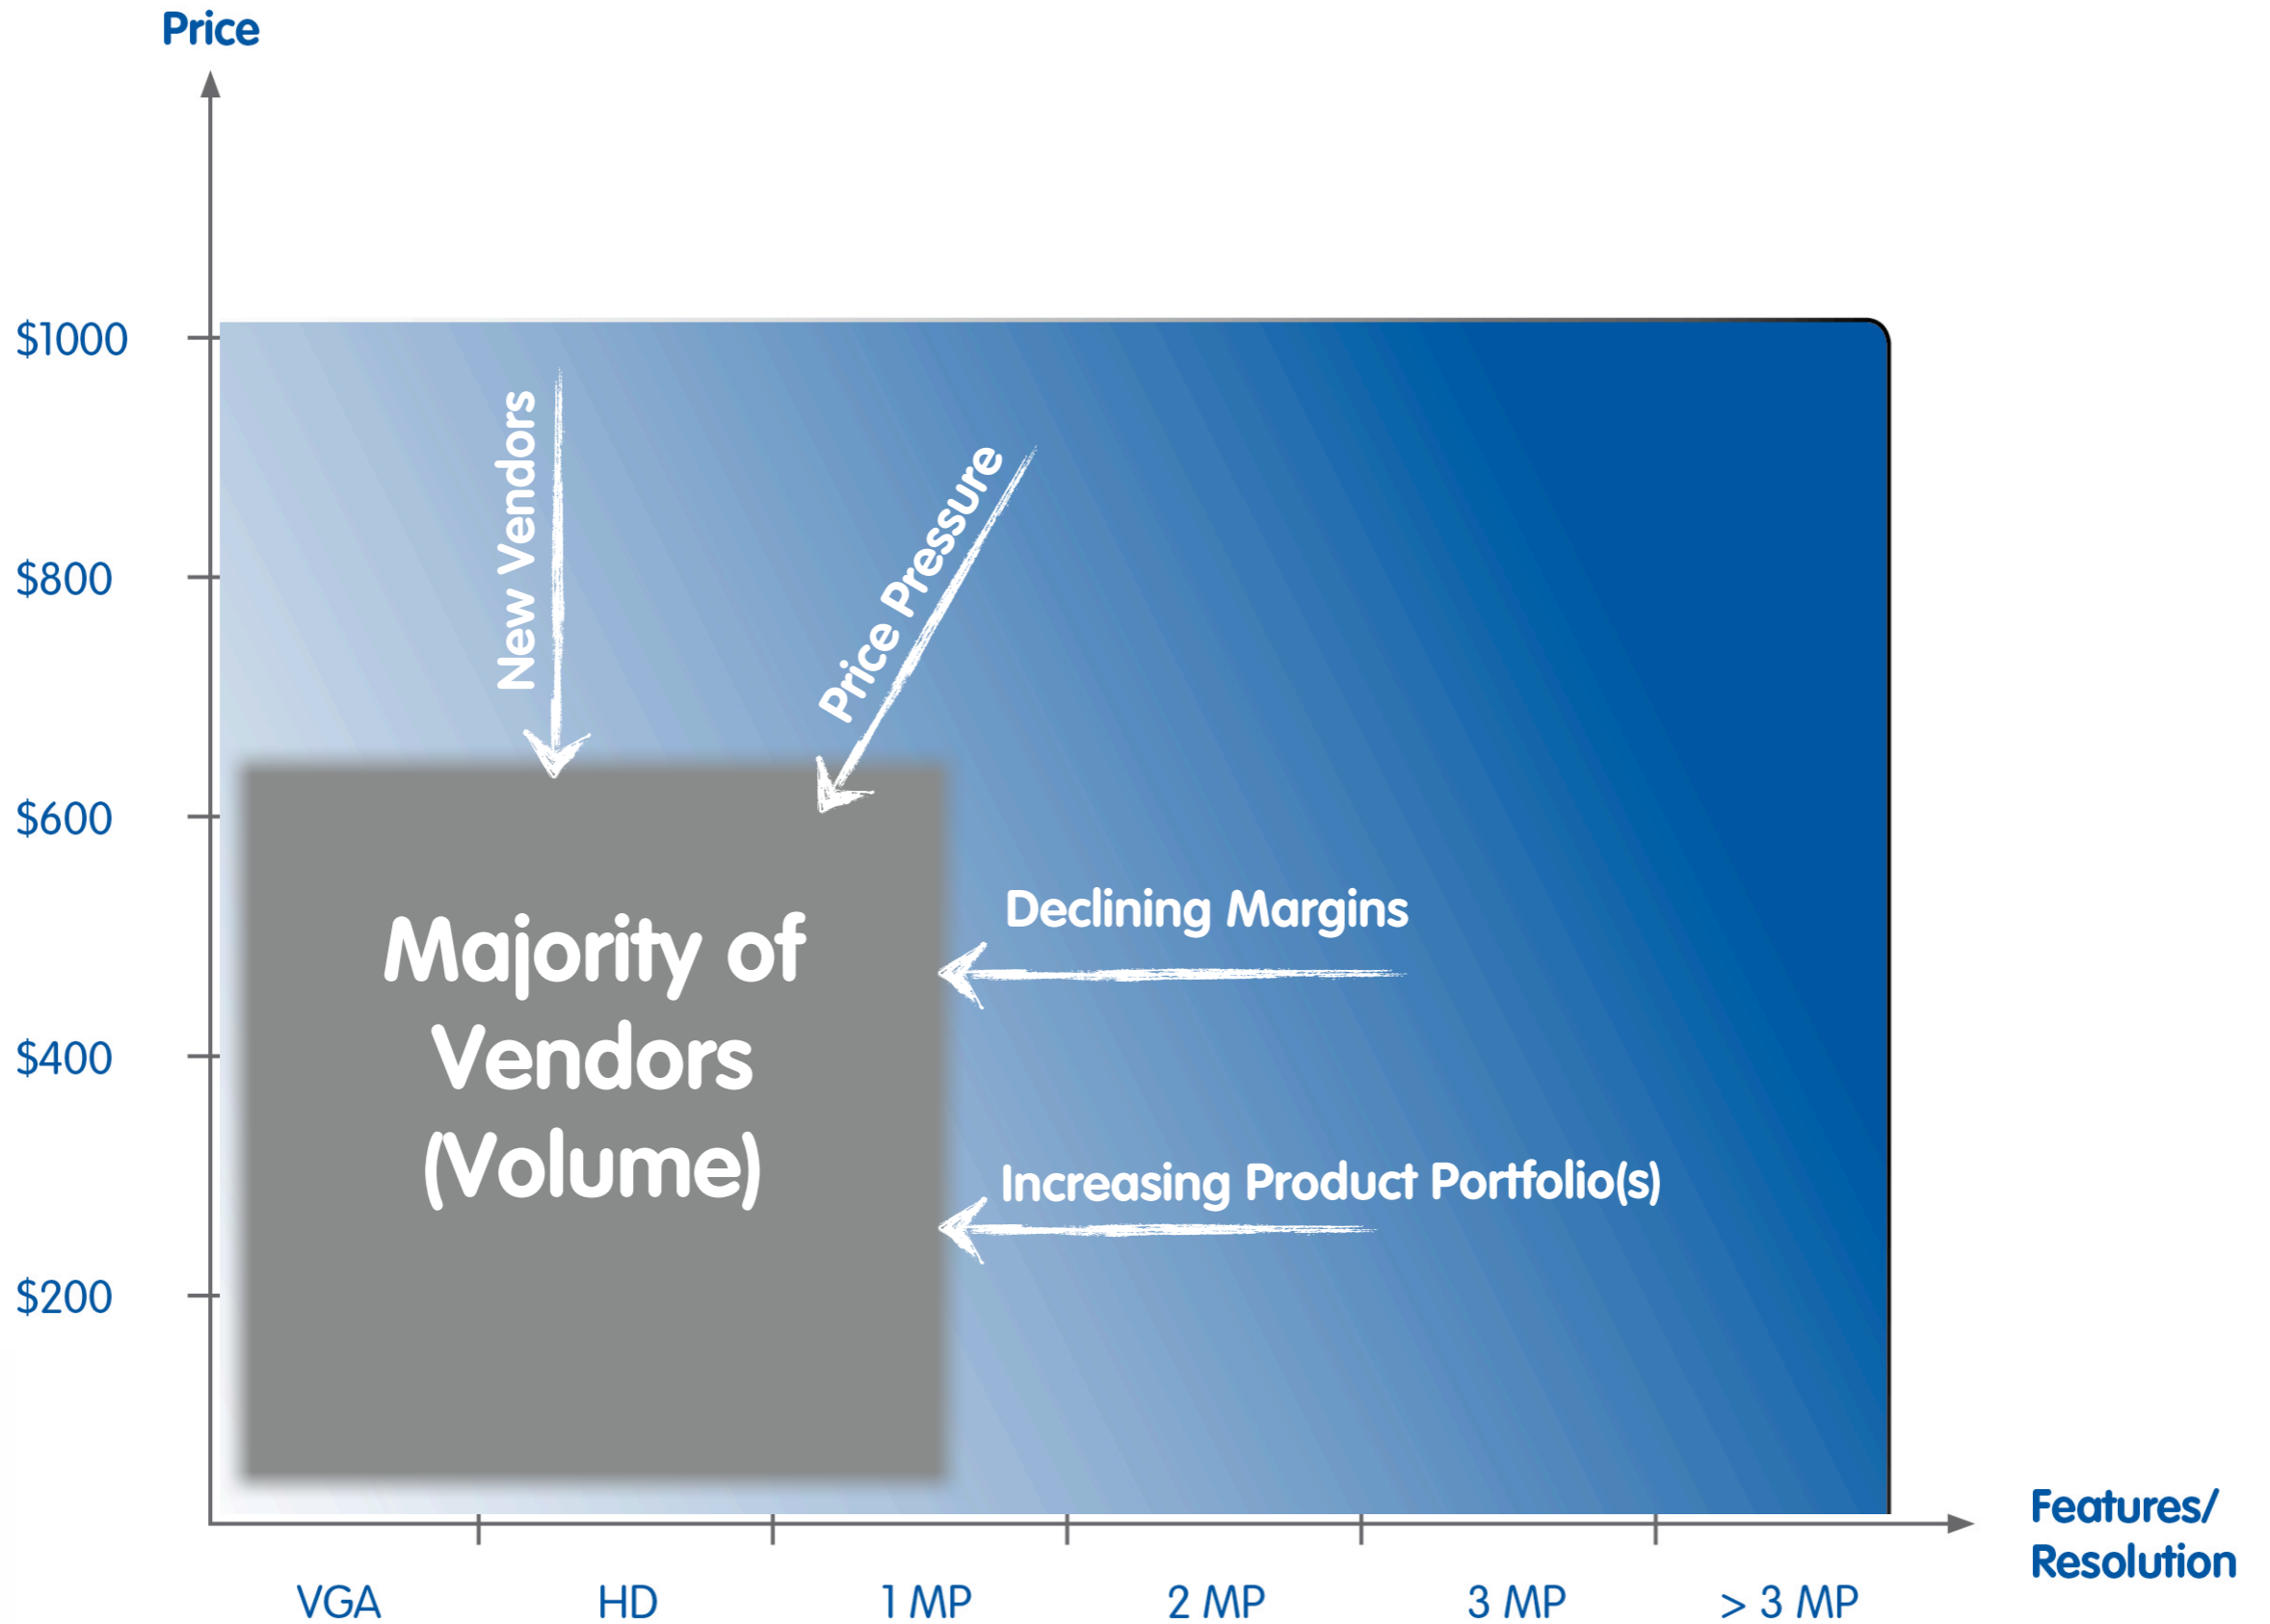 Price
$1000
$800
$600
$400
$200
New Vendors
Price Pressure
Declining Margins
Increasing Product Portfolio(s)
Majority of
Vendors
(Volume)
VGA
HD
1 MP
2 MP
3 MP
> 3 MP
Features/
Resolution